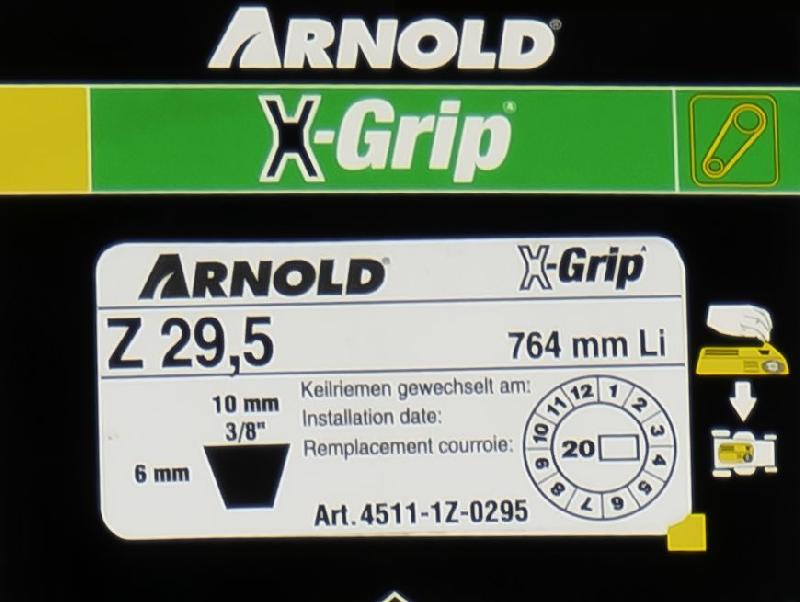 ARNOLD®
X-Grip®
ARNOLD® X-Grip
Z 29,5 764 mm Li
10 mm
3/8"
6 mm
Keilriemen gewechselt am:
Installation date:
Remplacement courroie:
12 1 2 3 4 5 6 7 8 9 10 11
20
Art. 4511-1Z-0295